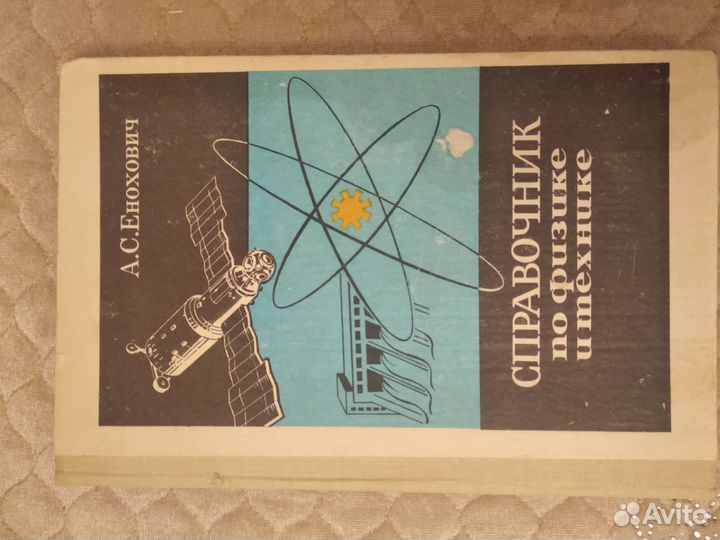 А.С.Енохович
СПРАВОЧНИК
по физике
и технике
Avito